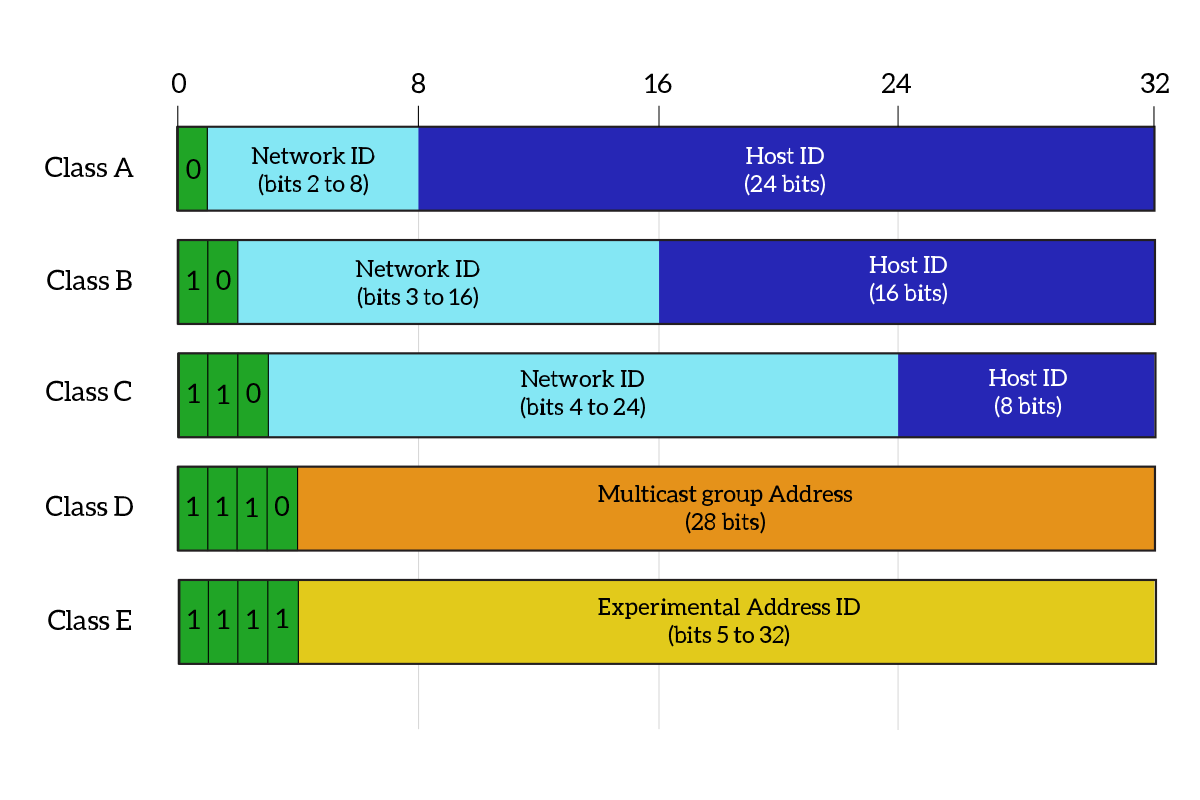 0 8 16 24 32
Class A
0
Network ID
(bits 2 to 8)
Host ID
(24 bits)
Class B
1 0
Network ID
(bits 3 to 16)
Host ID
(16 bits)
Class C
1 1 0
Network ID
(bits 4 to 24)
Host ID
(8 bits)
Class D
1 1 1 0
Multicast group Address
(28 bits)
Class E
1 1 1 1
Experimental Address ID
(bits 5 to 32)